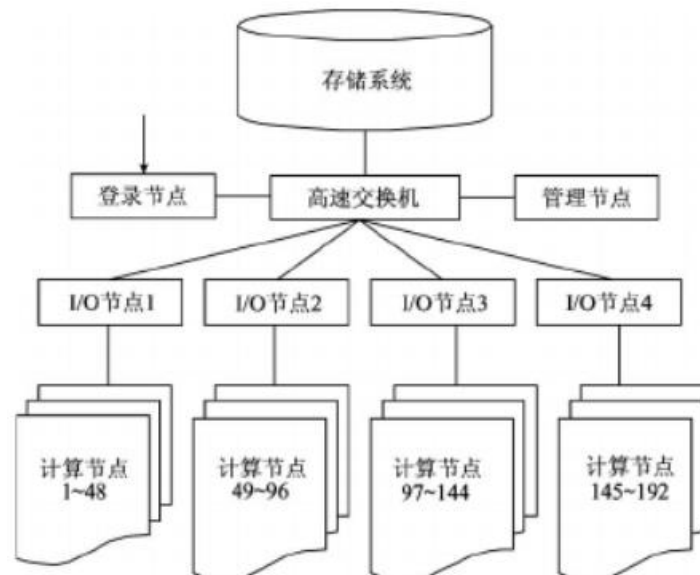 存储系统
登录节点
高速交换机
管理节点
I/O节点1
I/O节点2
I/O节点3
I/O节点4
计算节点
1~48
计算节点
49~96
计算节点
97~144
计算节点
145~192